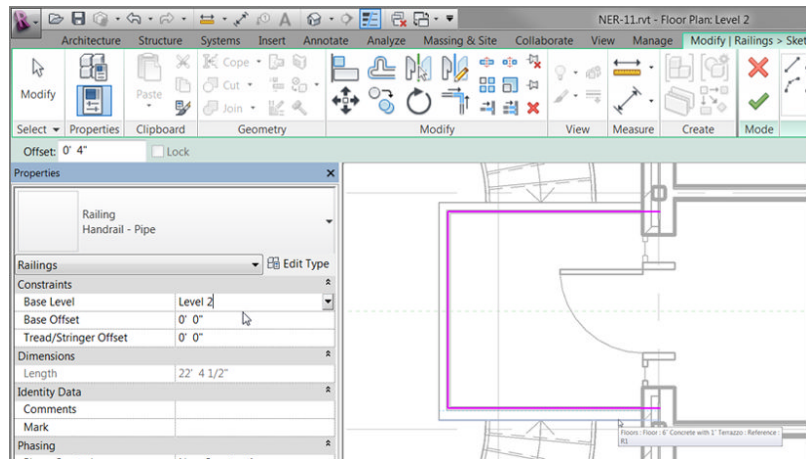 NER-11.rvt - Floor Plan: Level 2
Architecture Structure Systems Insert Annotate Analyze Massing & Site Collaborate View Manage Modify | Railings > Sket
Modify
Paste
Cope
Cut
Join
Select Properties Clipboard Geometry Modify View Measure Create Mode
Offset: 0' 4" Lock
Properties
Railing
Handrail - Pipe
Railings Edit Type
Constraints
Base Level Level 2
Base Offset 0' 0"
Tread/Stringer Offset 0' 0"
Dimensions
Length 22' 4 1/2"
Identity Data
Comments
Mark
Phasing
Floors : Floor : 6" Concrete with 1" Terrazzo : Reference :
R1